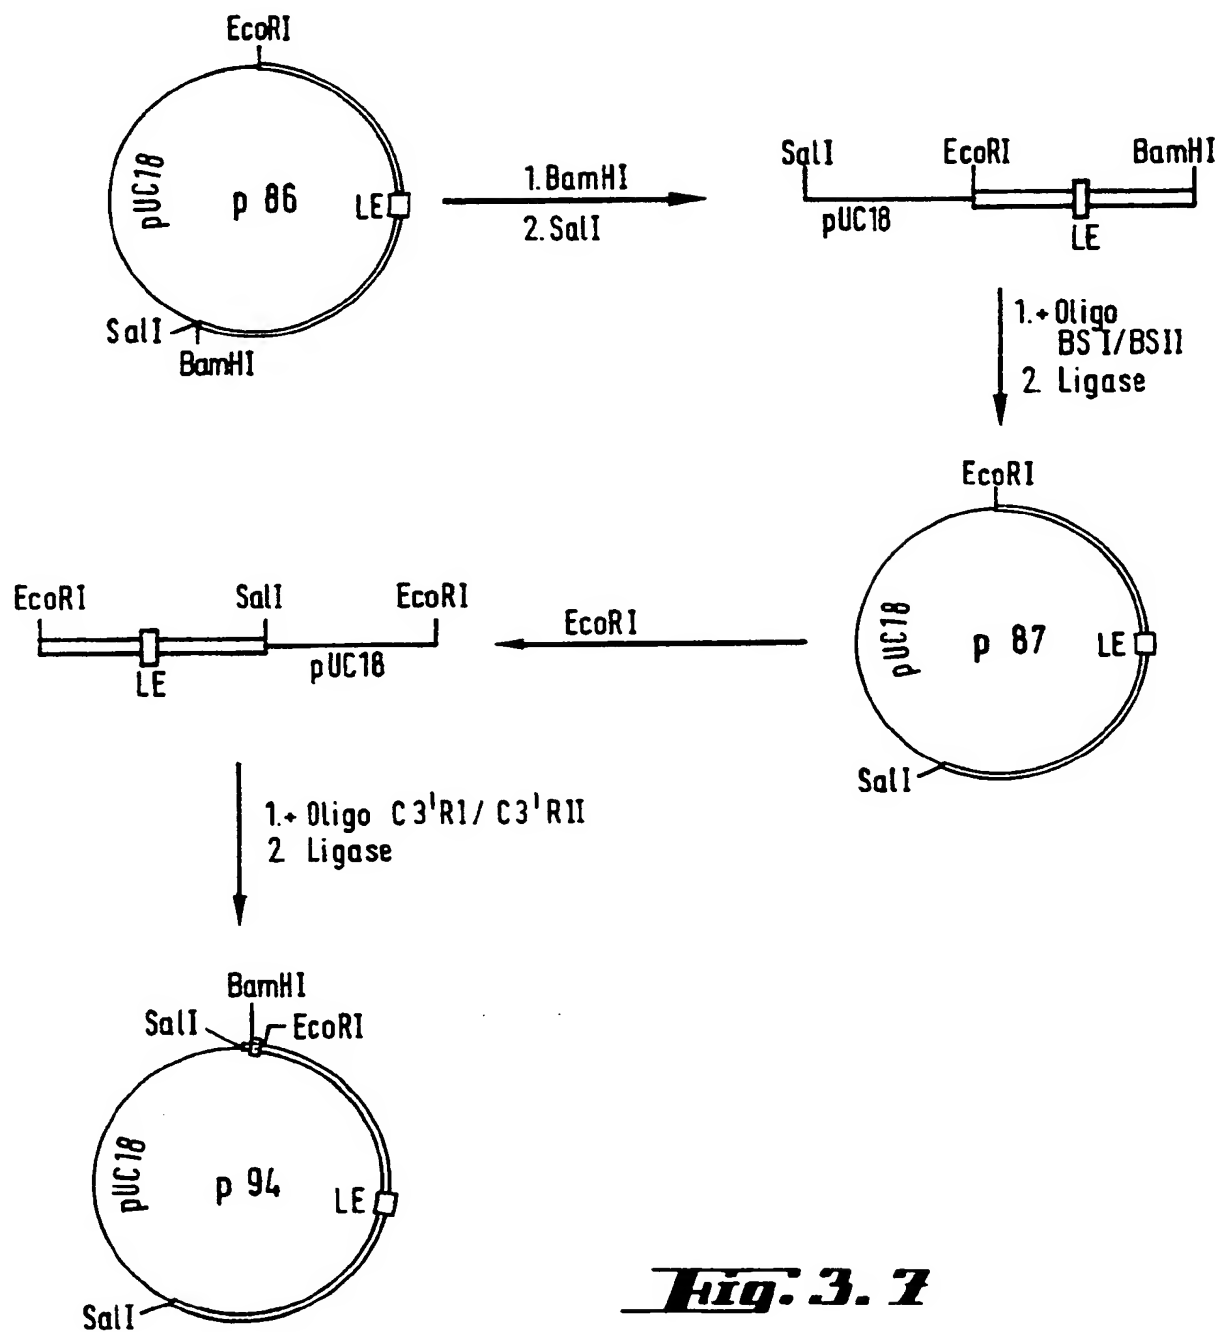 EcoRI
pUC18
p 86
LE
SalI
BamHI
1. BamHI
2. SalI
SalI
EcoRI
BamHI
pUC18
LE
1.+ Oligo
BS I/BSII
2. Ligase
EcoRI
pUC18
p 87
LE
SalI
EcoRI
EcoRI
SalI
EcoRI
LE
pUC18
1.+ Oligo C3'RI/ C3'RII
2 Ligase
BamHI
SalI
EcoRI
pUC18
p 94
LE
SalI
Fig. 3.7